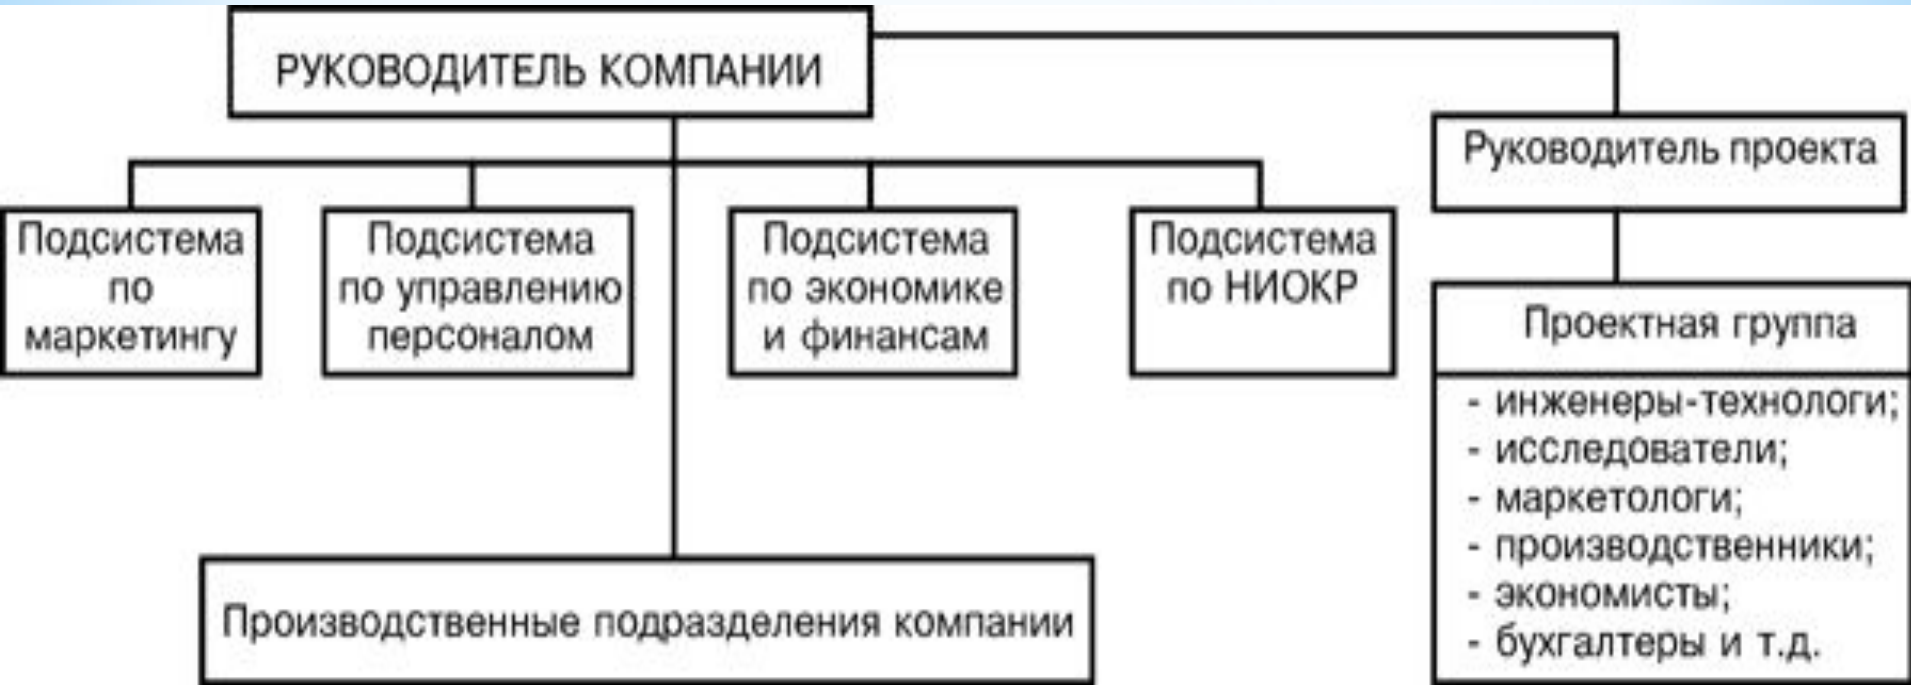 РУКОВОДИТЕЛЬ КОМПАНИИ
Руководитель проекта
Подсистема
по
маркетингу
Подсистема
по управлению
персоналом
Подсистема
по экономике
и финансам
Подсистема
по НИОКР
Проектная группа
- инженеры-технологи;
- исследователи;
- маркетологи;
- производственники;
- экономисты;
- бухгалтеры и т.д.
Производственные подразделения компании